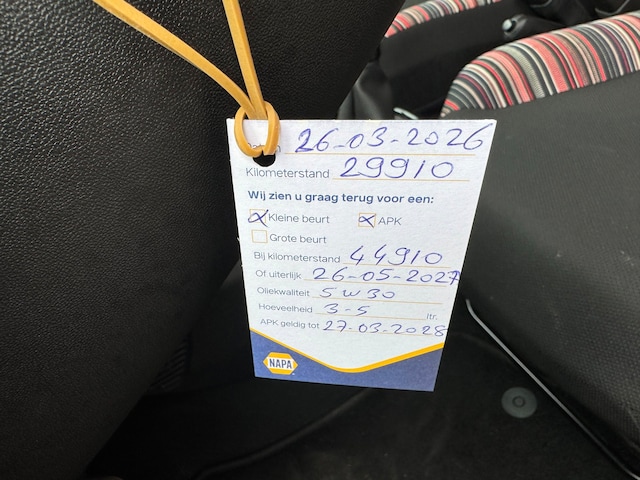 Datum 26-03-2026
Kilometerstand 29910
Wij zien u graag terug voor een:
Kleine beurt APK
Grote beurt
Bij kilometerstand 44910
Of uiterlijk 26-05-2027
Oliekwaliteit 5w30
Hoeveelheid 3-5 ltr.
APK geldig tot 27-03-2028
NAPA